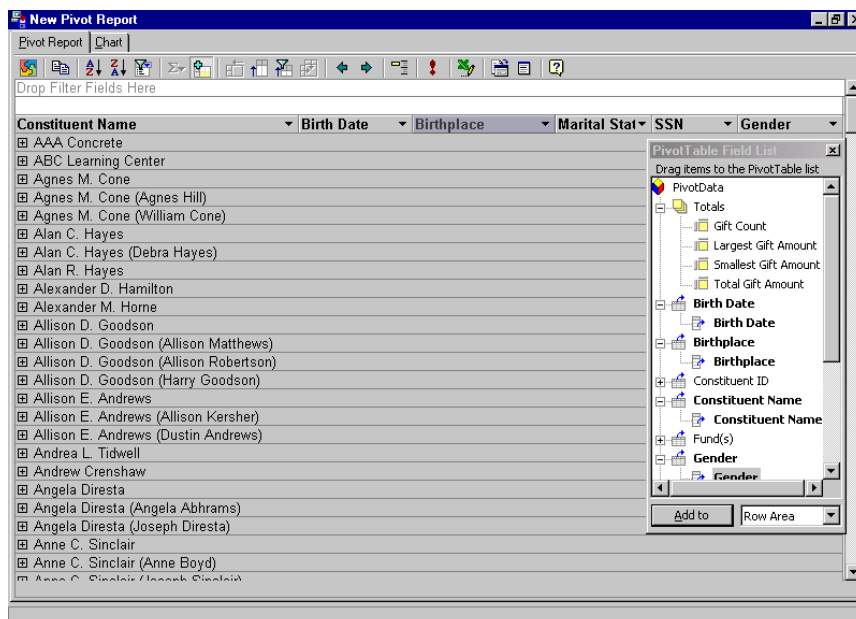 New Pivot Report
Pivot Report Chart
Drop Filter Fields Here
Constituent Name Birth Date Birthplace Marital Stat SSN Gender
AAA Concrete
ABC Learning Center
Agnes M. Cone
Agnes M. Cone (Agnes Hill)
Agnes M. Cone (William Cone)
Alan C. Hayes
Alan C. Hayes (Debra Hayes)
Alan R. Hayes
Alexander D. Hamilton
Alexander M. Horne
Allison D. Goodson
Allison D. Goodson (Allison Matthews)
Allison D. Goodson (Allison Robertson)
Allison D. Goodson (Harry Goodson)
Allison E. Andrews
Allison E. Andrews (Allison Kersher)
Allison E. Andrews (Dustin Andrews)
Andrea L. Tidwell
Andrew Crenshaw
Angela Diresta
Angela Diresta (Angela Abhrams)
Angela Diresta (Joseph Diresta)
Anne C. Sinclair
Anne C. Sinclair (Anne Boyd)
Anne C. Sinclair (Joseph Sinclair)
PivotTable Field List
Drag items to the PivotTable list
PivotData
Totals
Gift Count
Largest Gift Amount
Smallest Gift Amount
Total Gift Amount
Birth Date
Birth Date
Birthplace
Birthplace
Constituent ID
Constituent Name
Constituent Name
Fund(s)
Gender
Gender
Add to Row Area